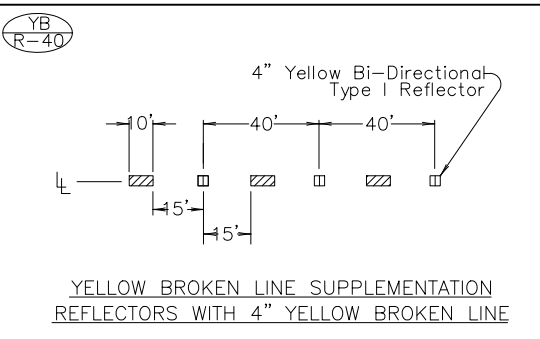 YB
R-40
4" Yellow Bi-Directional
Type I Reflector
10'
40'
40'
LL
15'
15'
YELLOW BROKEN LINE SUPPLEMENTATION
REFLECTORS WITH 4" YELLOW BROKEN LINE